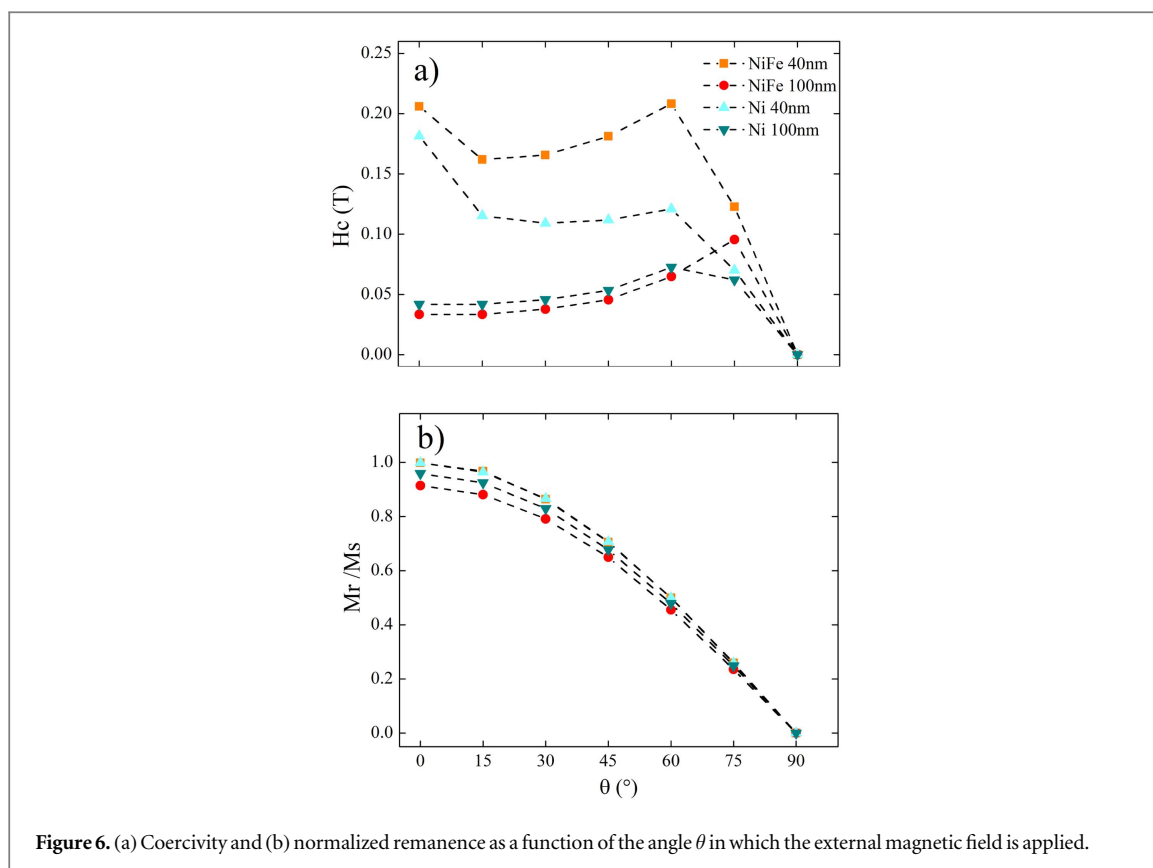 a)
NiFe 40nm
NiFe 100nm
Ni 40nm
Ni 100nm
0.25
0.20
0.15
0.10
0.05
0.00
Hc (T)
b)
1.0
0.8
0.6
0.4
0.2
0.0
Mr /Ms
0 15 30 45 60 75 90
θ (°)
Figure 6. (a) Coercivity and (b) normalized remanence as a function of the angle θ in which the external magnetic field is applied.